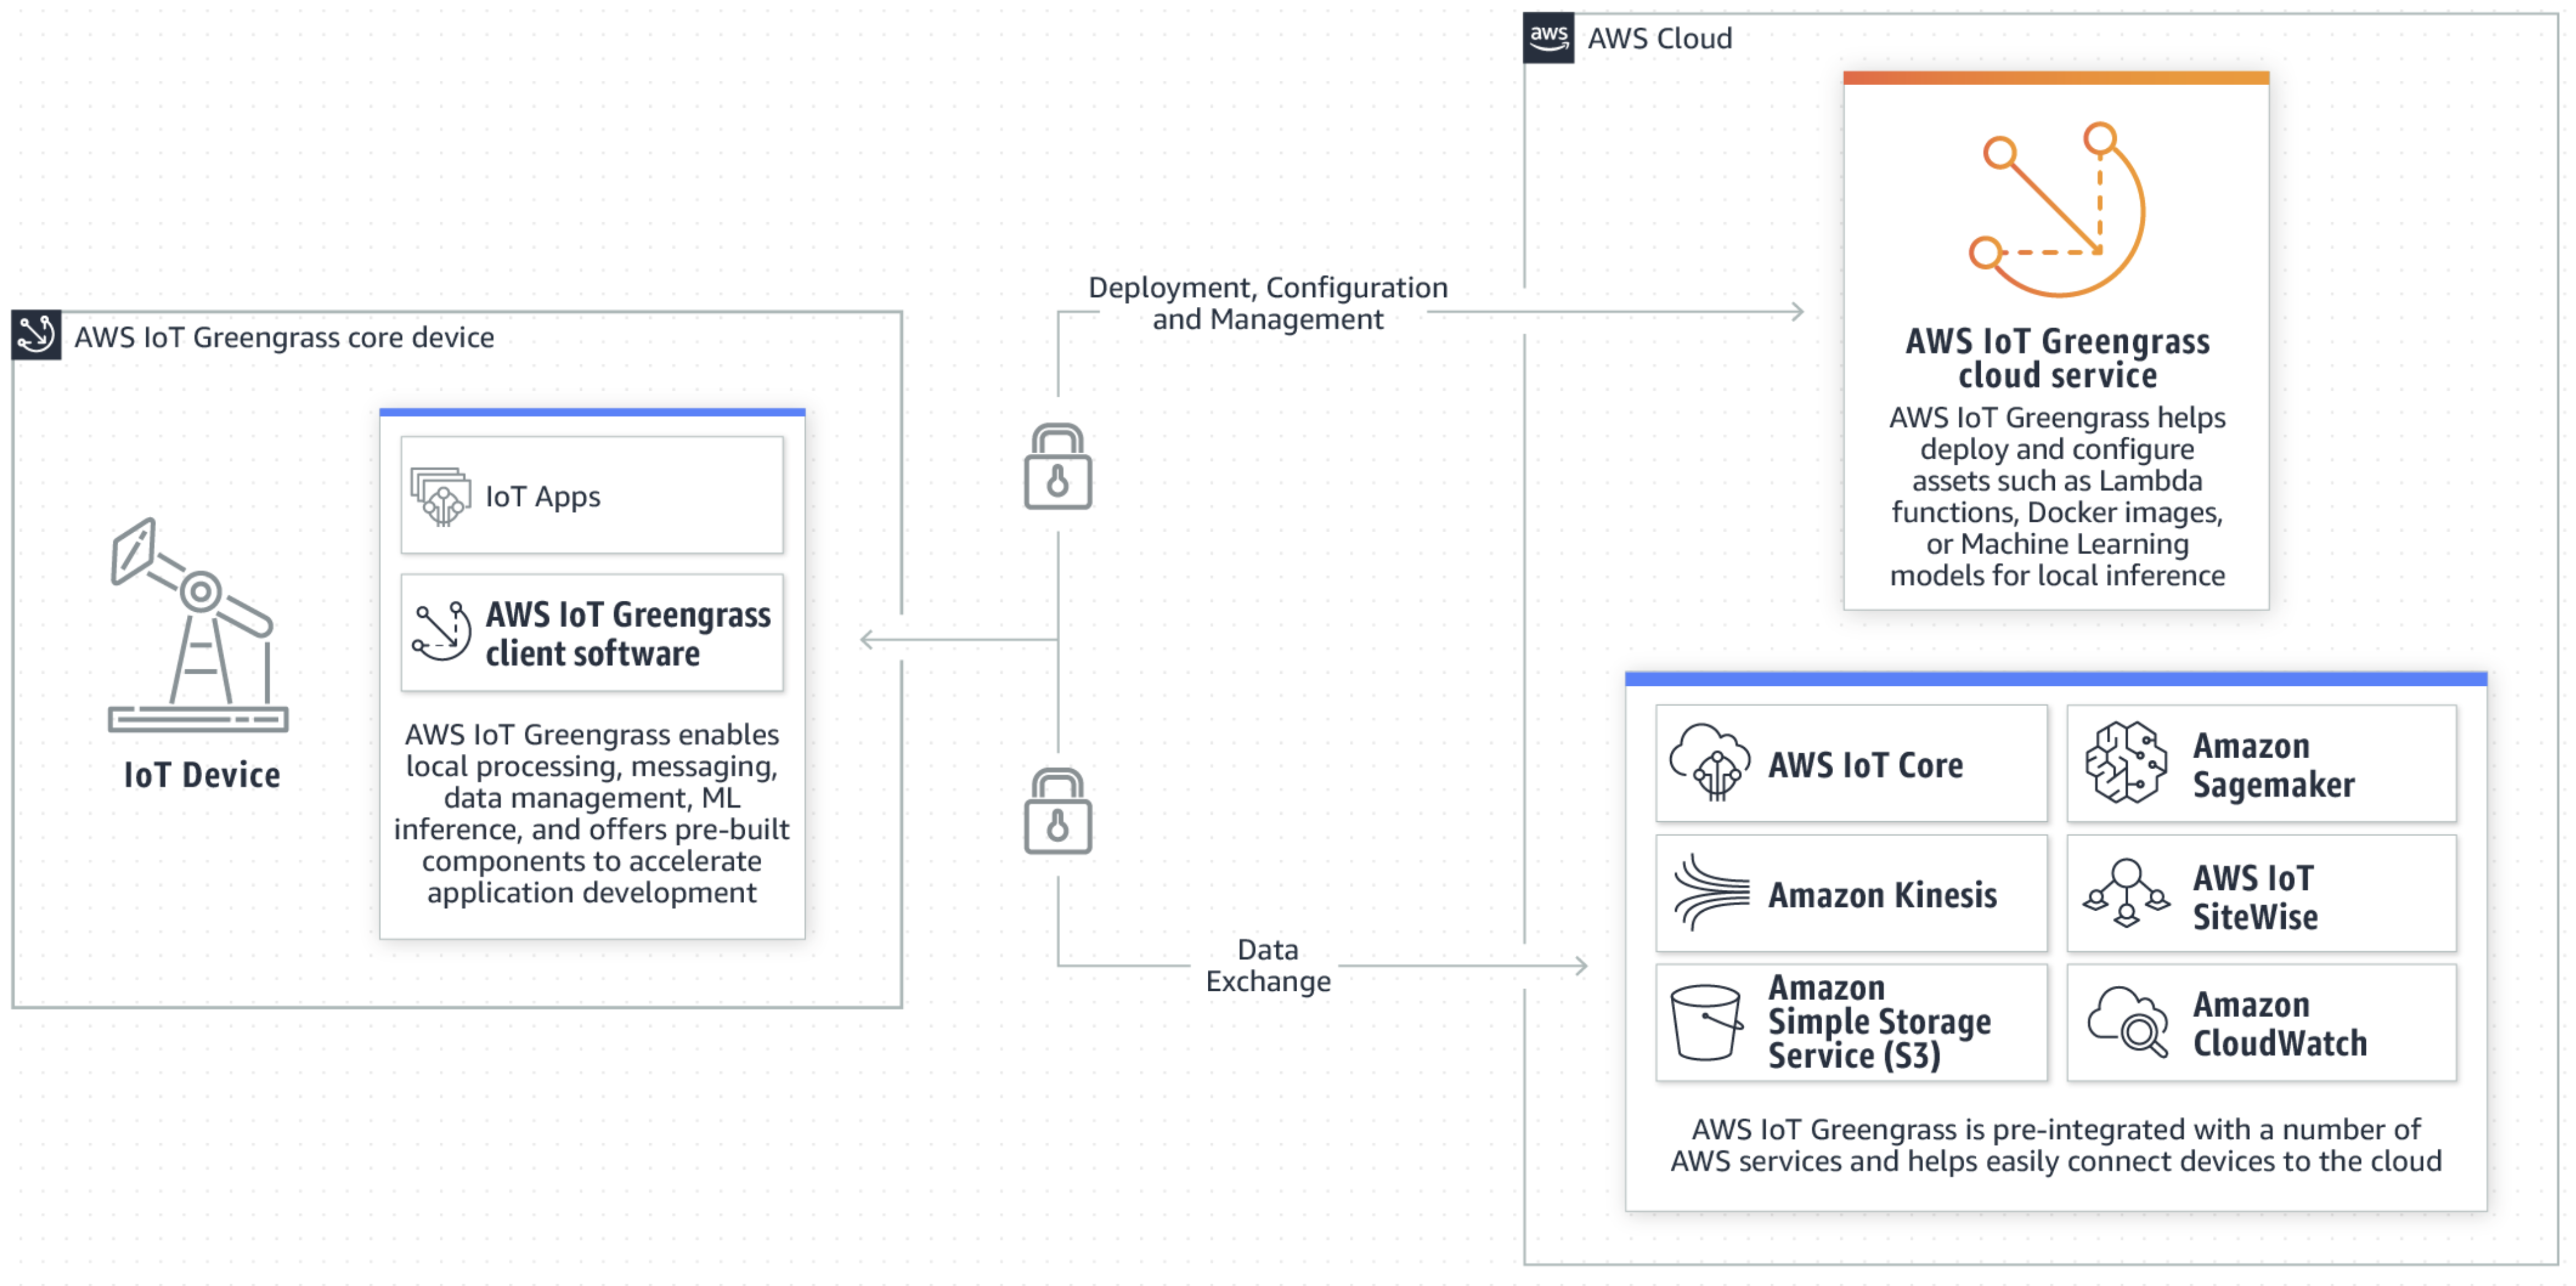 aws
AWS Cloud
AWS IoT Greengrass core device
IoT Device
IoT Apps
AWS IoT Greengrass
client software
AWS IoT Greengrass enables
local processing, messaging,
data management, ML
inference, and offers pre-built
components to accelerate
application development
Deployment, Configuration
and Management
Data
Exchange
AWS IoT Greengrass
cloud service
AWS IoT Greengrass helps
deploy and configure
assets such as Lambda
functions, Docker images,
or Machine Learning
models for local inference
AWS IoT Core
Amazon
Sagemaker
Amazon Kinesis
AWS IoT
SiteWise
Amazon
Simple Storage
Service (S3)
Amazon
CloudWatch
AWS IoT Greengrass is pre-integrated with a number of
AWS services and helps easily connect devices to the cloud